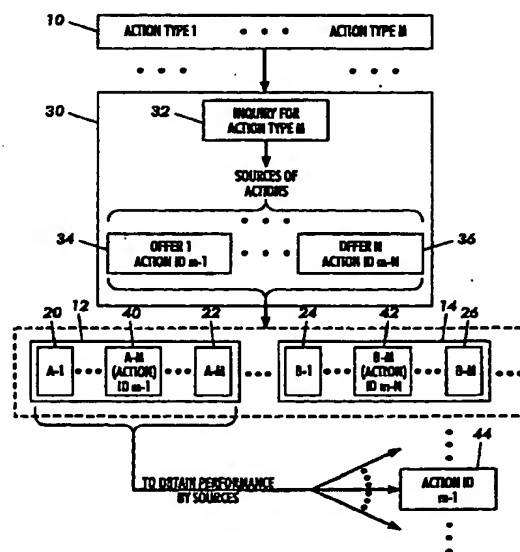 10
ACTION TYPE 1 • • • ACTION TYPE M
30
32
INQUIRY FOR
ACTION TYPE M
SOURCES OF
ACTIONS
34
OFFER 1
ACTION ID m-1
OFFER N
ACTION ID m-N
36
20 12 40 22 24 42 14 26
A-1 A-M (ACTION) ID m-1 A-M B-1 B-M (ACTION) ID m-N B-M
TO OBTAIN PERFORMANCE
BY SOURCES
44
ACTION ID
m-1